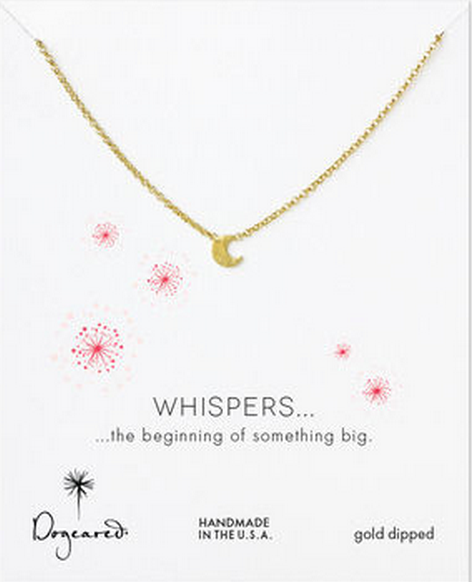 WHISPERS...
...the beginning of something big.
Dogeared.
HANDMADE
IN THE U.S.A.
gold dipped